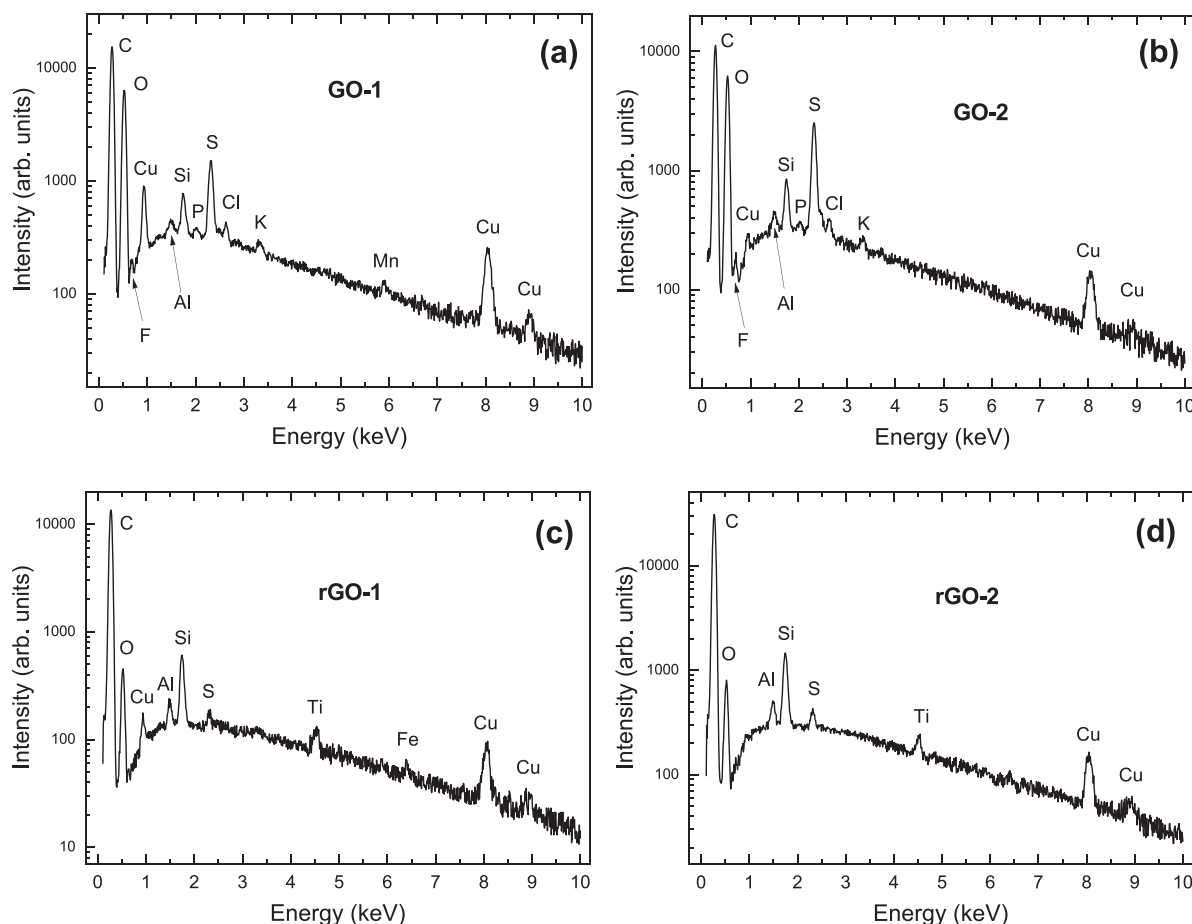 (a)
GO-1
C
O
Cu
Al
F
Si
P
S
Cl
K
Mn
Cu
Cu
10000
1000
100
Intensity (arb. units)
0 1 2 3 4 5 6 7 8 9 10
Energy (keV)
(b)
GO-2
C
O
Cu
Al
F
Si
P
S
Cl
K
Cu
Cu
10000
1000
100
Intensity (arb. units)
0 1 2 3 4 5 6 7 8 9 10
Energy (keV)
(c)
rGO-1
C
O
Cu
Al
Si
S
Ti
Fe
Cu
Cu
10000
1000
100
10
Intensity (arb. units)
0 1 2 3 4 5 6 7 8 9 10
Energy (keV)
(d)
rGO-2
C
O
Al
Si
S
Ti
Cu
Cu
10000
1000
100
Intensity (arb. units)
0 1 2 3 4 5 6 7 8 9 10
Energy (keV)